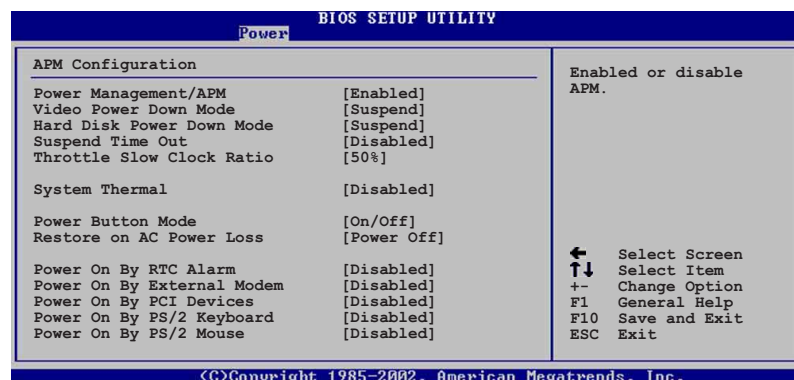 BIOS SETUP UTILITY
Power
APM Configuration
Power Management/APM [Enabled]
Video Power Down Mode [Suspend]
Hard Disk Power Down Mode [Suspend]
Suspend Time Out [Disabled]
Throttle Slow Clock Ratio [50%]
System Thermal [Disabled]
Power Button Mode [On/Off]
Restore on AC Power Loss [Power Off]
Power On By RTC Alarm [Disabled]
Power On By External Modem [Disabled]
Power On By PCI Devices [Disabled]
Power On By PS/2 Keyboard [Disabled]
Power On By PS/2 Mouse [Disabled]
Enabled or disable
APM.
← Select Screen
↑↓ Select Item
+- Change Option
F1 General Help
F10 Save and Exit
ESC Exit
(C)Copyright 1985-2002, American Megatrends, Inc.